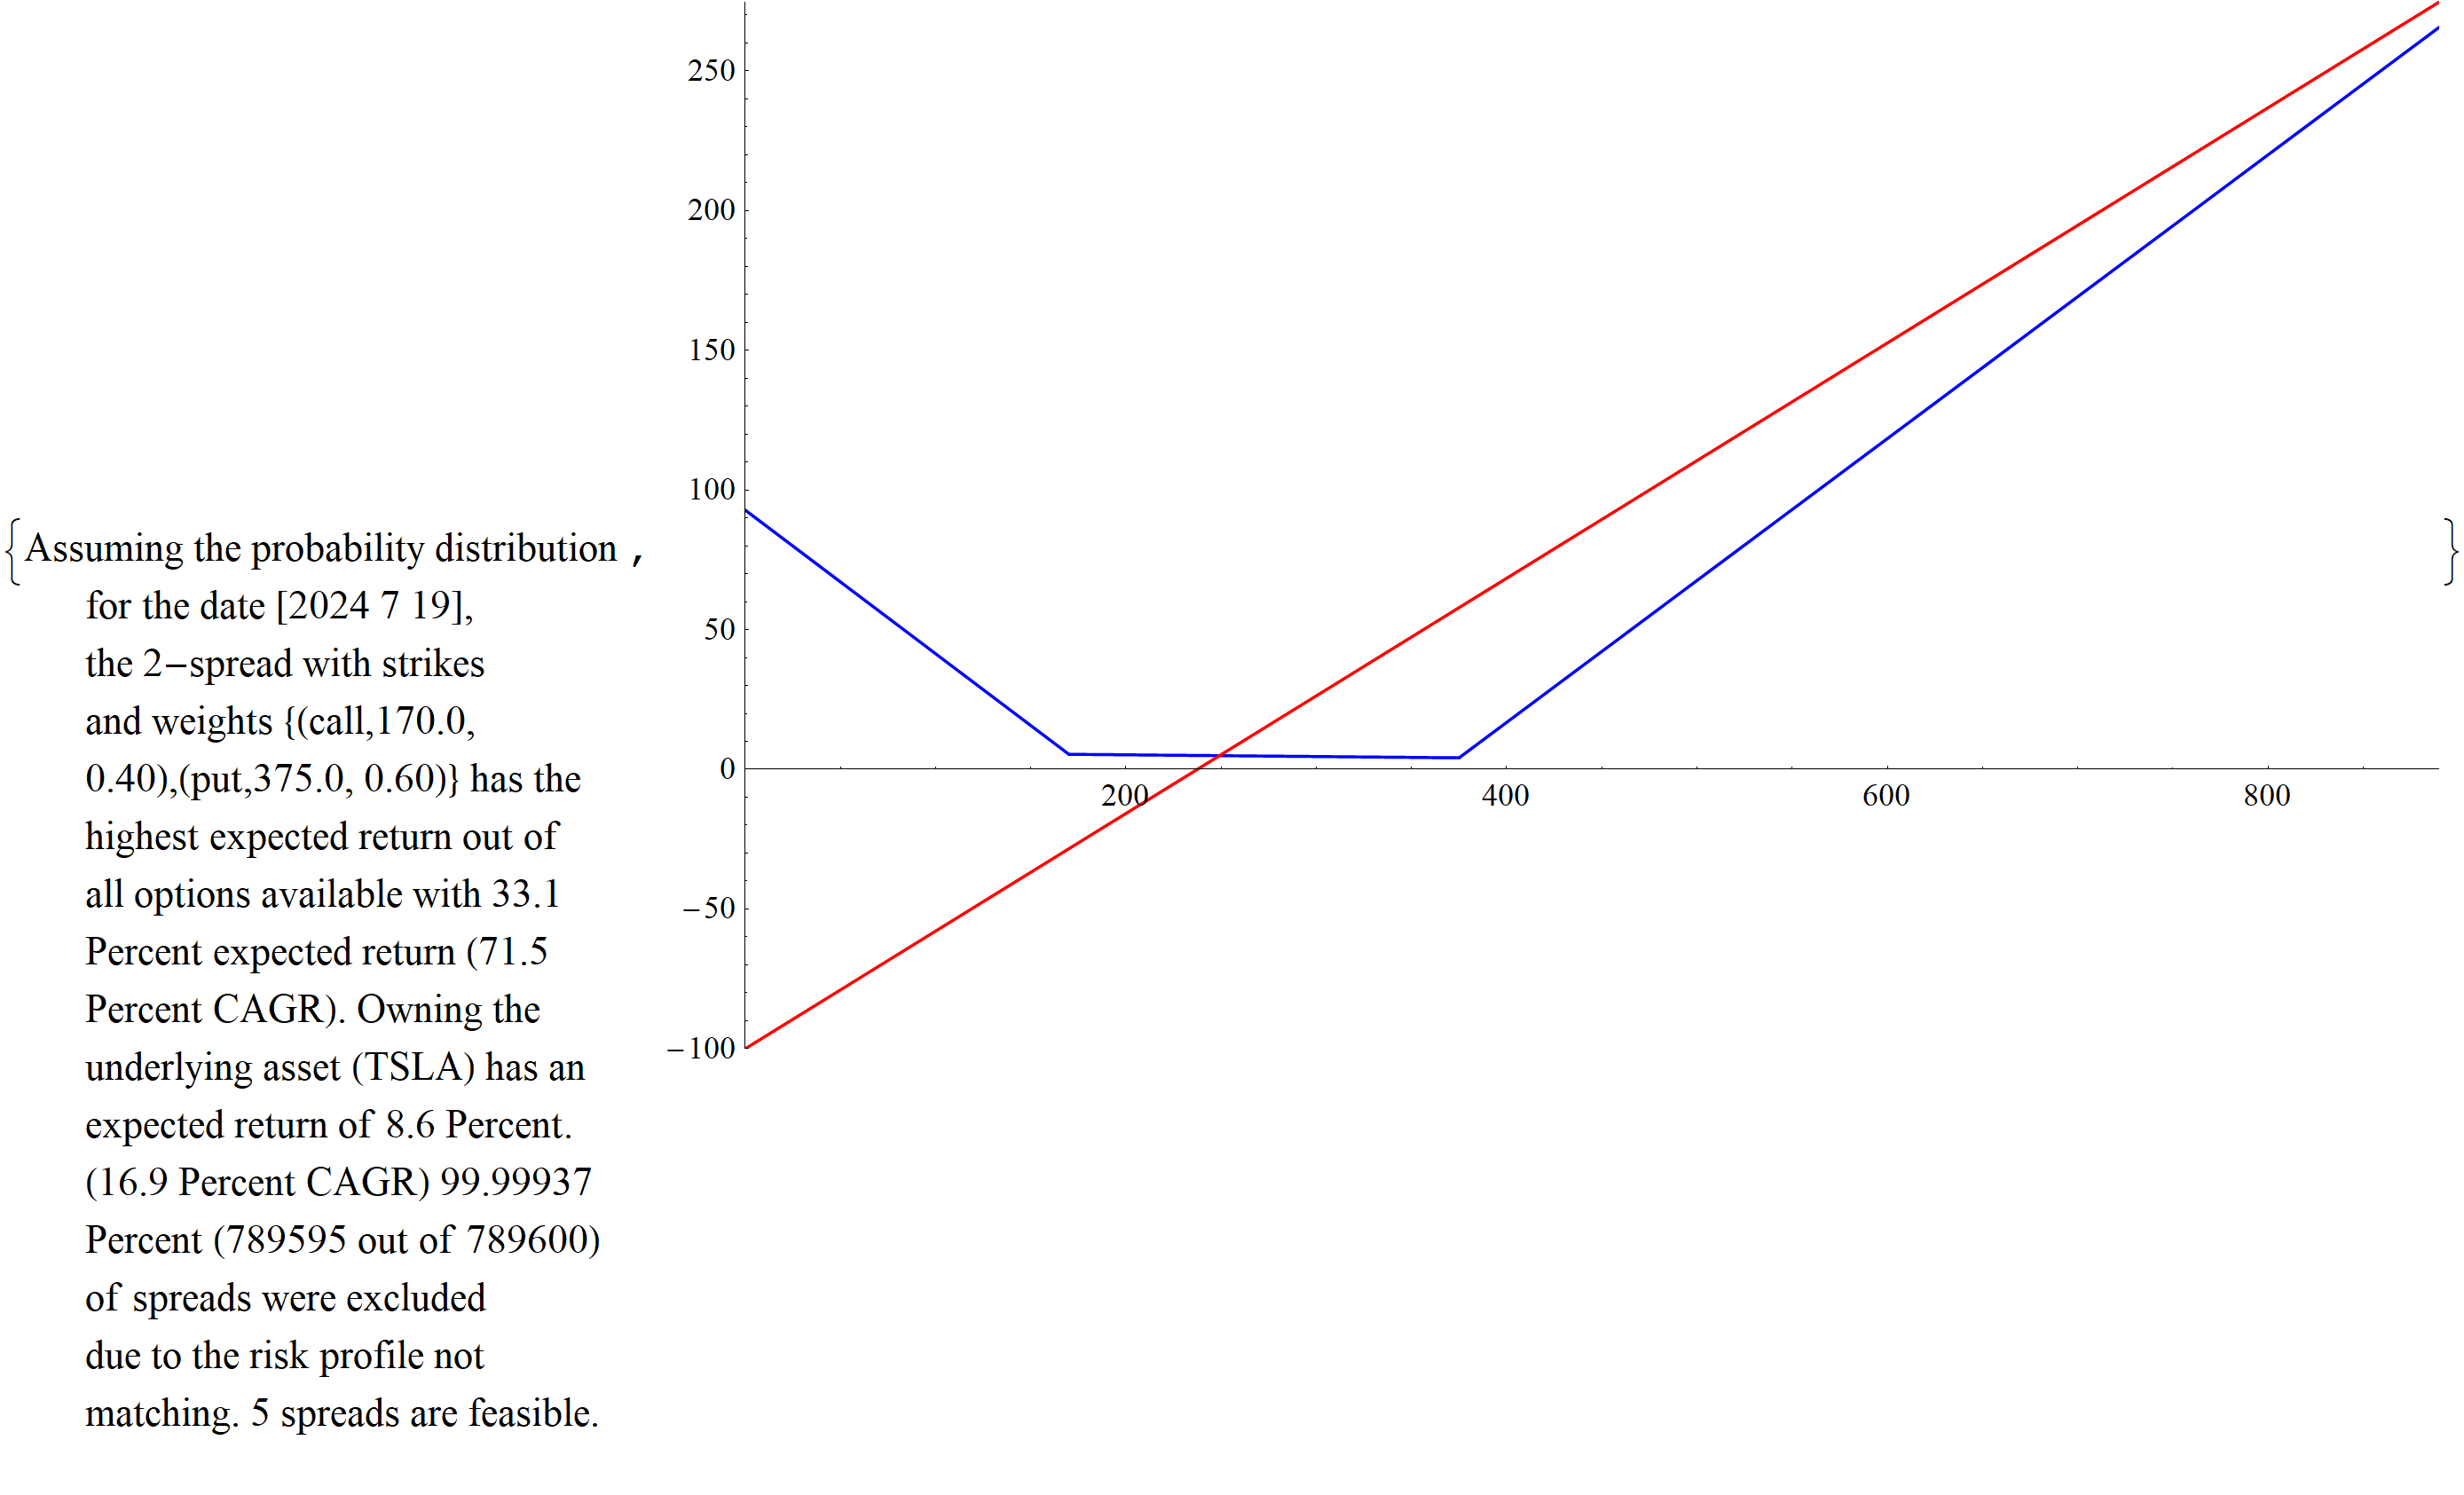 {Assuming the probability distribution ,
for the date [2024 7 19],
the 2−spread with strikes
and weights {(call,170.0,
0.40),(put,375.0, 0.60)} has the
highest expected return out of
all options available with 33.1
Percent expected return (71.5
Percent CAGR). Owning the
underlying asset (TSLA) has an
expected return of 8.6 Percent.
(16.9 Percent CAGR) 99.99937
Percent (789595 out of 789600)
of spreads were excluded
due to the risk profile not
matching. 5 spreads are feasible.
250
200
150
100
50
0
−50
−100
200
400
600
800
}